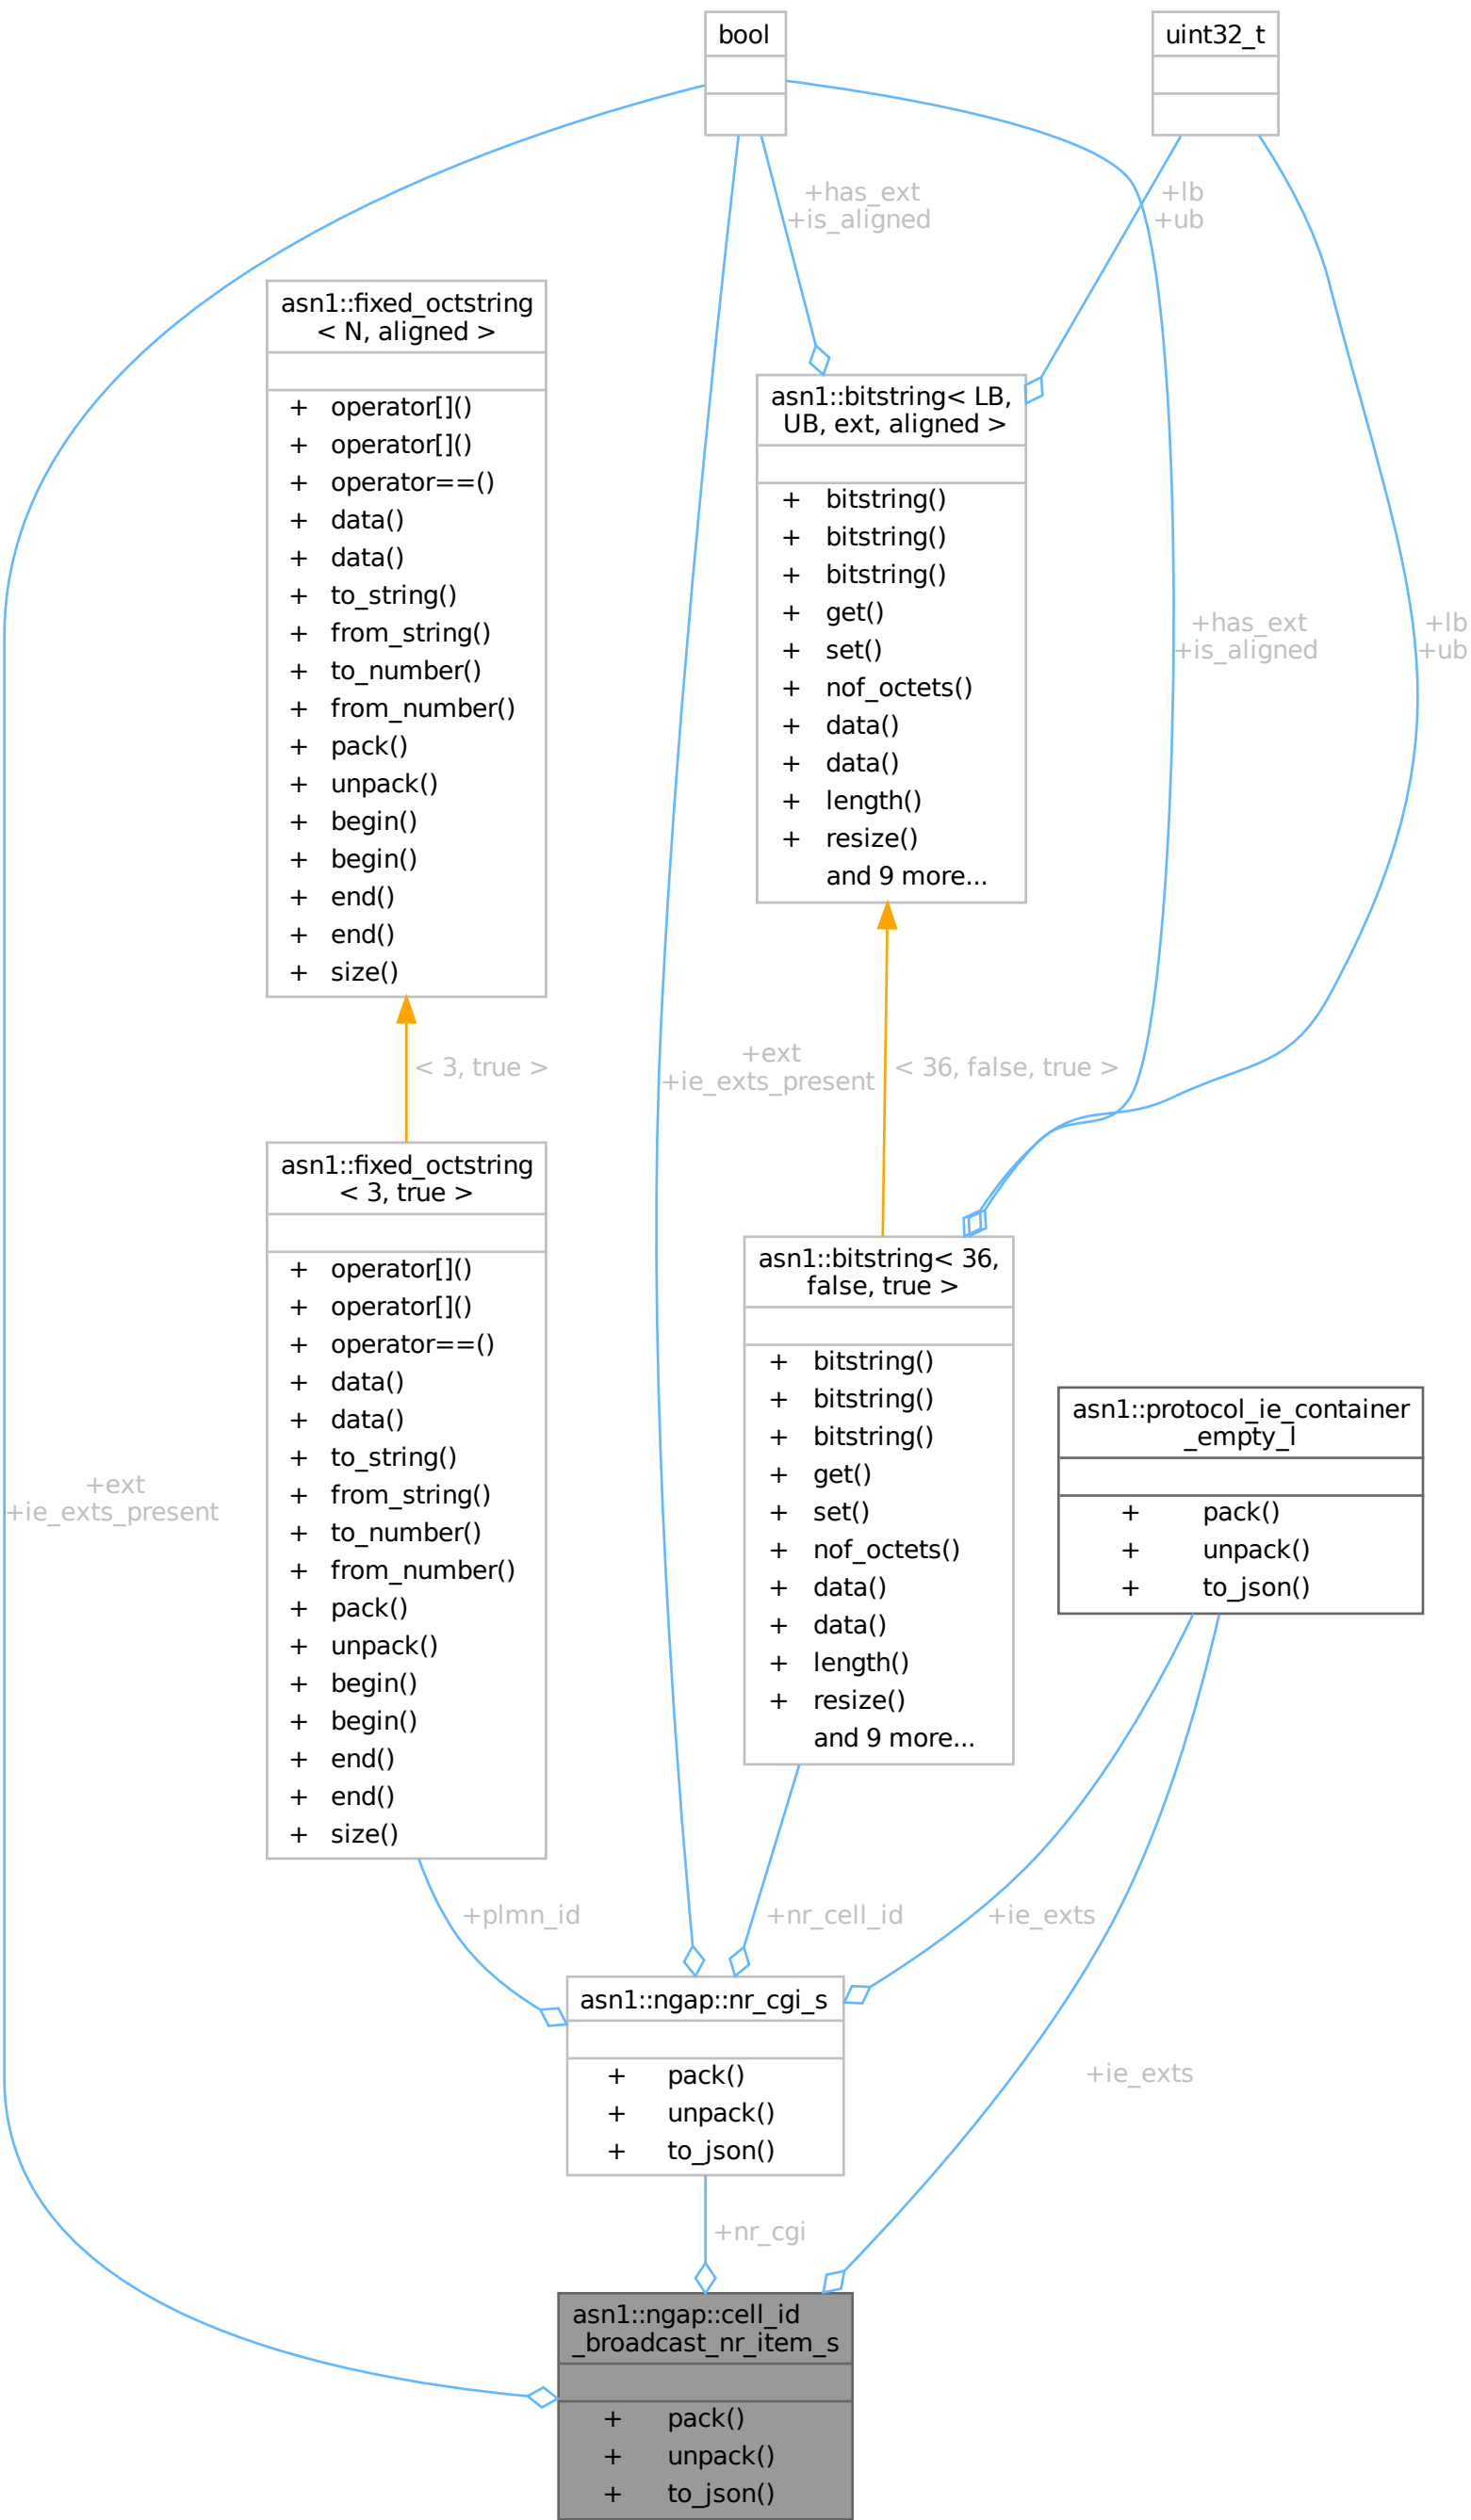 bool
uint32_t
+has_ext
+is_aligned
+lb
+ub
asn1::fixed_octstring
< N, aligned >
+ operator[]()
+ operator[]()
+ operator==()
+ data()
+ data()
+ to_string()
+ from_string()
+ to_number()
+ from_number()
+ pack()
+ unpack()
+ begin()
+ begin()
+ end()
+ end()
+ size()
asn1::bitstring< LB,
UB, ext, aligned >
+ bitstring()
+ bitstring()
+ bitstring()
+ get()
+ set()
+ nof_octets()
+ data()
+ data()
+ length()
+ resize()
and 9 more...
+has_ext
+is_aligned
+lb
+ub
< 3, true >
+ext
+ie_exts_present
< 36, false, true >
asn1::fixed_octstring
< 3, true >
+ operator[]()
+ operator[]()
+ operator==()
+ data()
+ data()
+ to_string()
+ from_string()
+ to_number()
+ from_number()
+ pack()
+ unpack()
+ begin()
+ begin()
+ end()
+ end()
+ size()
asn1::bitstring< 36,
false, true >
+ bitstring()
+ bitstring()
+ bitstring()
+ get()
+ set()
+ nof_octets()
+ data()
+ data()
+ length()
+ resize()
and 9 more...
asn1::protocol_ie_container
_empty_l
+ pack()
+ unpack()
+ to_json()
+ext
+ie_exts_present
+plmn_id
+nr_cell_id
+ie_exts
asn1::ngap::nr_cgi_s
+ pack()
+ unpack()
+ to_json()
+ie_exts
+nr_cgi
asn1::ngap::cell_id
_broadcast_nr_item_s
+ pack()
+ unpack()
+ to_json()